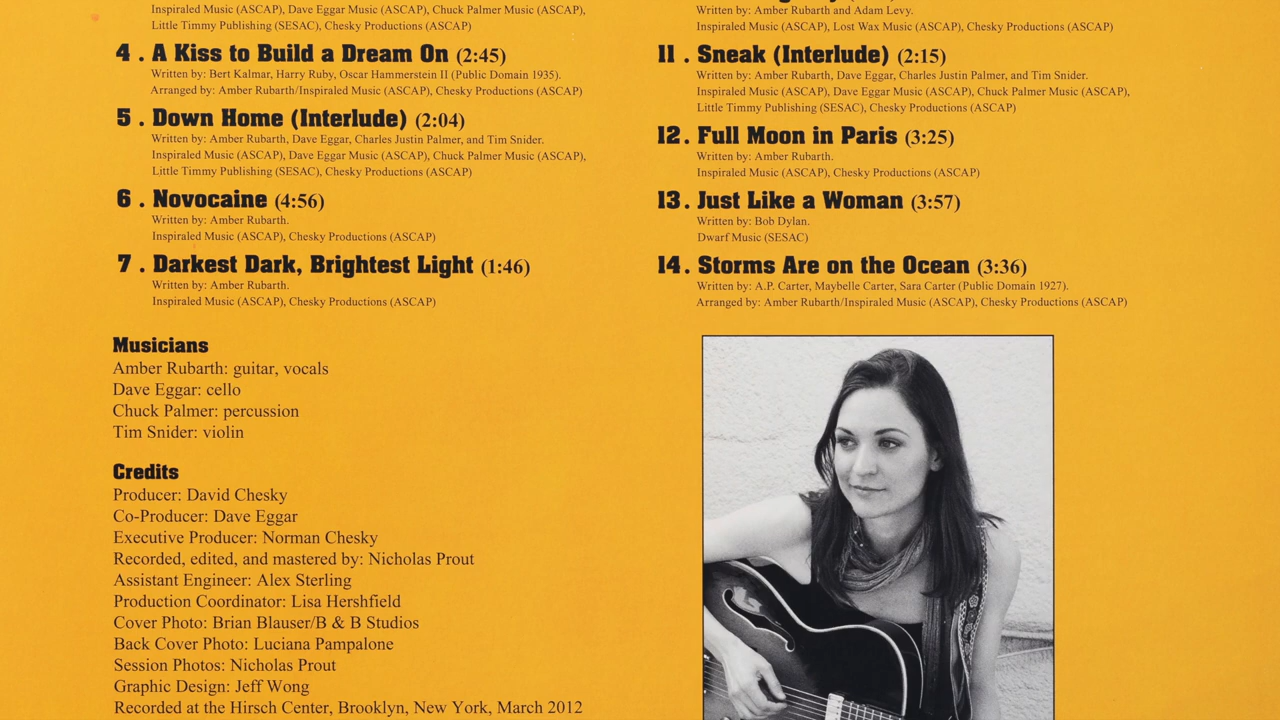 Inspiraled Music (ASCAP), Dave Eggar Music (ASCAP), Chuck Palmer Music (ASCAP),
Little Timmy Publishing (SESAC), Chesky Productions (ASCAP)
4 . A Kiss to Build a Dream On (2:45)
Written by: Bert Kalmar, Harry Ruby, Oscar Hammerstein II (Public Domain 1935).
Arranged by: Amber Rubarth/Inspiraled Music (ASCAP), Chesky Productions (ASCAP)
5 . Down Home (Interlude) (2:04)
Written by: Amber Rubarth, Dave Eggar, Charles Justin Palmer, and Tim Snider.
Inspiraled Music (ASCAP), Dave Eggar Music (ASCAP), Chuck Palmer Music (ASCAP),
Little Timmy Publishing (SESAC), Chesky Productions (ASCAP)
6 . Novocaine (4:56)
Written by: Amber Rubarth.
Inspiraled Music (ASCAP), Chesky Productions (ASCAP)
7 . Darkest Dark, Brightest Light (1:46)
Written by: Amber Rubarth.
Inspiraled Music (ASCAP), Chesky Productions (ASCAP)
Written by: Amber Rubarth and Adam Levy.
Inspiraled Music (ASCAP), Lost Wax Music (ASCAP), Chesky Productions (ASCAP)
11 . Sneak (Interlude) (2:15)
Written by: Amber Rubarth, Dave Eggar, Charles Justin Palmer, and Tim Snider.
Inspiraled Music (ASCAP), Dave Eggar Music (ASCAP), Chuck Palmer Music (ASCAP),
Little Timmy Publishing (SESAC), Chesky Productions (ASCAP)
12. Full Moon in Paris (3:25)
Written by: Amber Rubarth.
Inspiraled Music (ASCAP), Chesky Productions (ASCAP)
13. Just Like a Woman (3:57)
Written by: Bob Dylan.
Dwarf Music (SESAC)
14. Storms Are on the Ocean (3:36)
Written by: A.P. Carter, Maybelle Carter, Sara Carter (Public Domain 1927).
Arranged by: Amber Rubarth/Inspiraled Music (ASCAP), Chesky Productions (ASCAP)
Musicians
Amber Rubarth: guitar, vocals
Dave Eggar: cello
Chuck Palmer: percussion
Tim Snider: violin
Credits
Producer: David Chesky
Co-Producer: Dave Eggar
Executive Producer: Norman Chesky
Recorded, edited, and mastered by: Nicholas Prout
Assistant Engineer: Alex Sterling
Production Coordinator: Lisa Hershfield
Cover Photo: Brian Blauser/B & B Studios
Back Cover Photo: Luciana Pampalone
Session Photos: Nicholas Prout
Graphic Design: Jeff Wong
Recorded at the Hirsch Center, Brooklyn, New York, March 2012